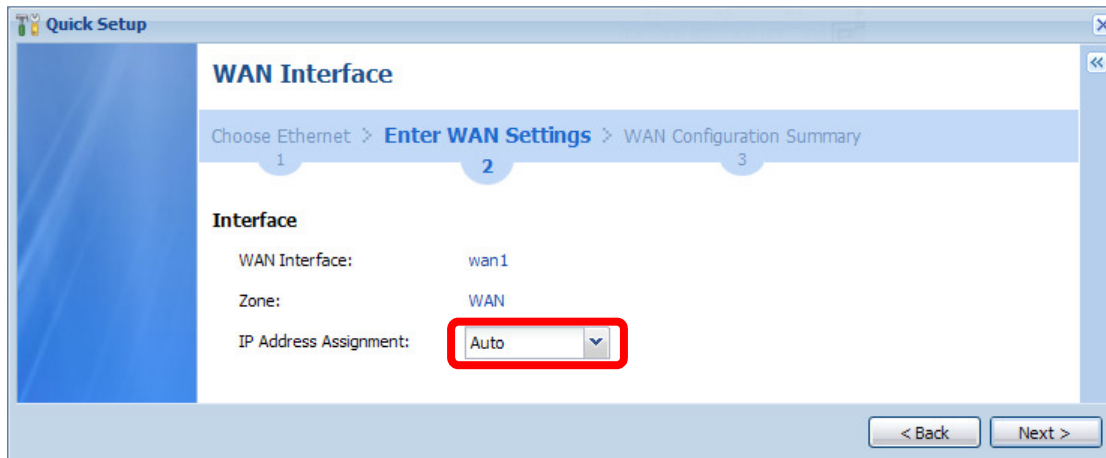 Quick Setup
WAN Interface
Choose Ethernet > Enter WAN Settings > WAN Configuration Summary
1 2 3
Interface
WAN Interface: wan1
Zone: WAN
IP Address Assignment: Auto
< Back Next >